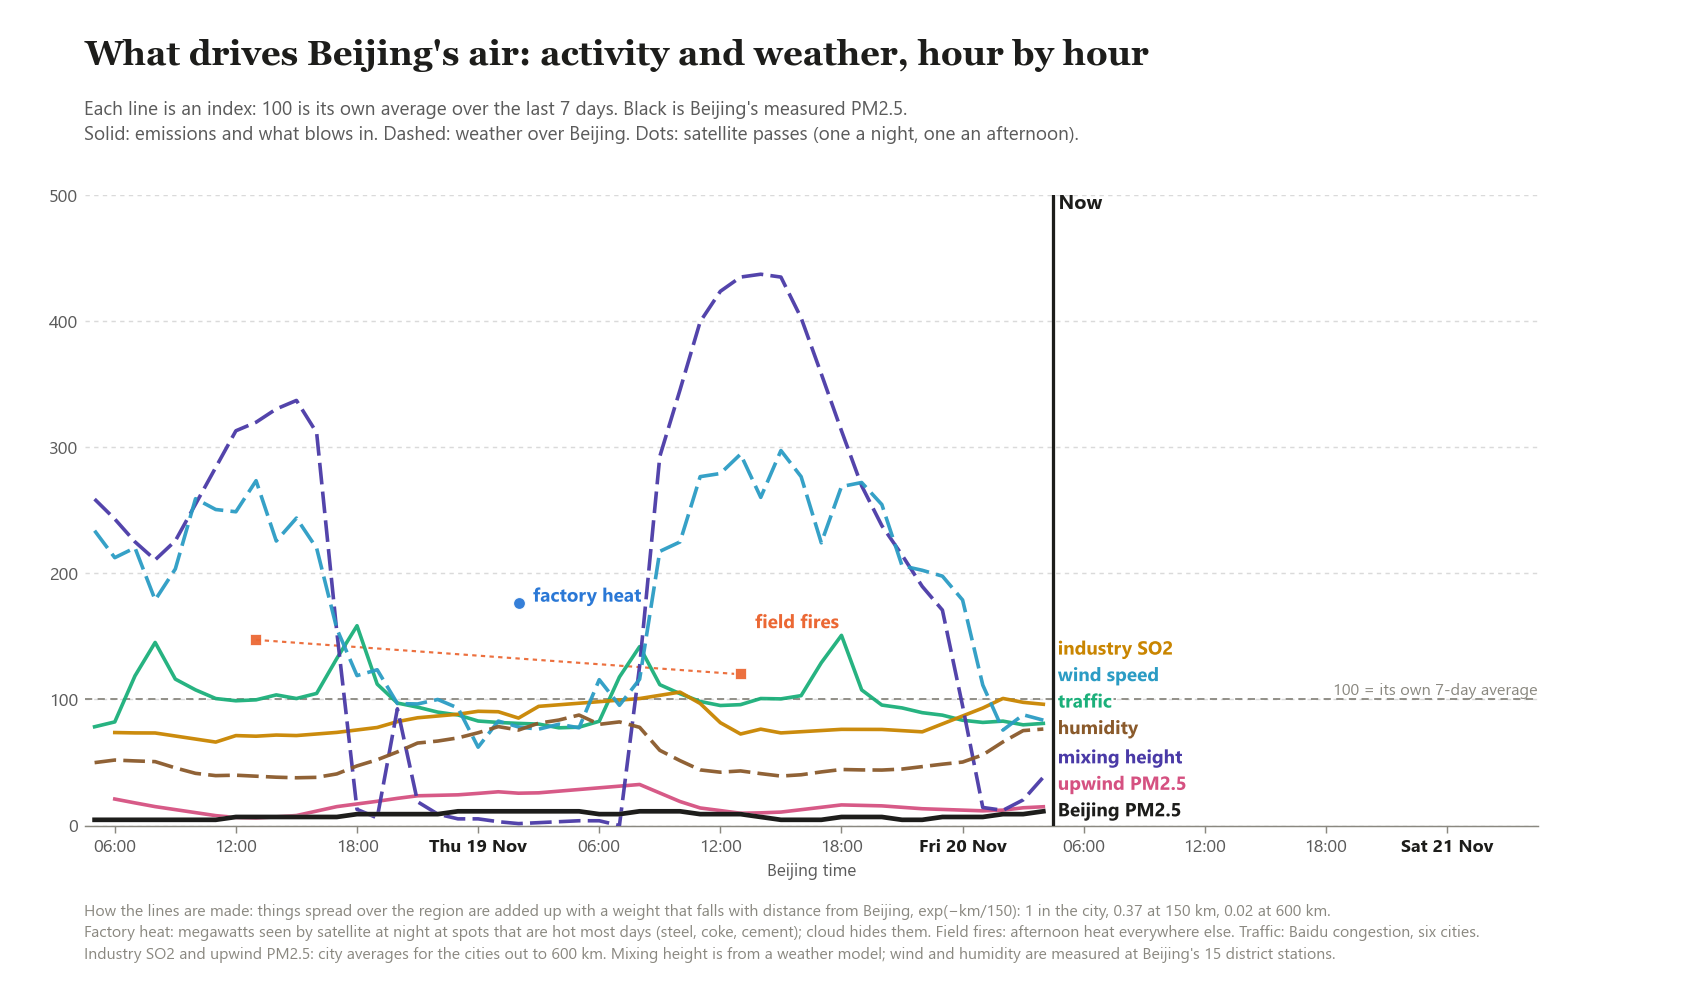 What drives Beijing's air: activity and weather, hour by hour
Each line is an index: 100 is its own average over the last 7 days. Black is Beijing's measured PM2.5.
Solid: emissions and what blows in. Dashed: weather over Beijing. Dots: satellite passes (one a night, one an afternoon).
500
Now
400
300
200
factory heat
field fires
industry SO2
wind speed
100 = its own 7-day average
100
traffic
humidity
mixing height
upwind PM2.5
Beijing PM2.5
0
06:00 12:00 18:00 Thu 19 Nov 06:00 12:00 18:00 Fri 20 Nov 06:00 12:00 18:00 Sat 21 Nov
Beijing time
How the lines are made: things spread over the region are added up with a weight that falls with distance from Beijing, exp(−km/150): 1 in the city, 0.37 at 150 km, 0.02 at 600 km.
Factory heat: megawatts seen by satellite at night at spots that are hot most days (steel, coke, cement); cloud hides them. Field fires: afternoon heat everywhere else. Traffic: Baidu congestion, six cities.
Industry SO2 and upwind PM2.5: city averages for the cities out to 600 km. Mixing height is from a weather model; wind and humidity are measured at Beijing's 15 district stations.